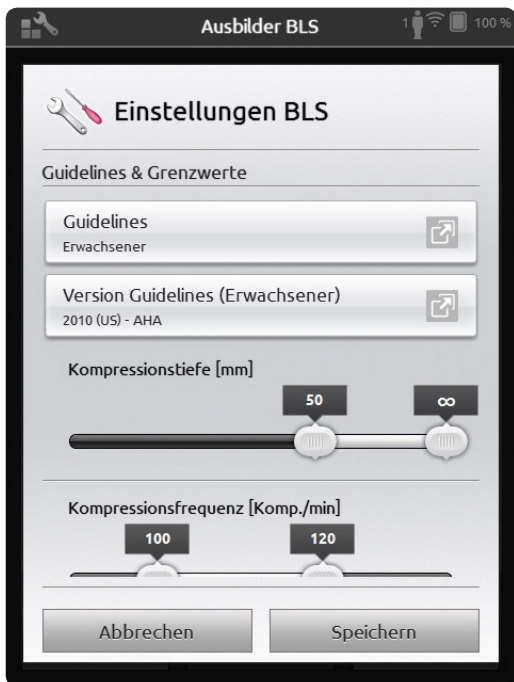 Ausbilder BLS
1 100 %
Einstellungen BLS
Guidelines & Grenzwerte
Guidelines
Erwachsener
Version Guidelines (Erwachsener)
2010 (US) - AHA
Kompressionstiefe [mm]
50 ∞
Kompressionsfrequenz [Komp./min]
100 120
Abbrechen Speichern